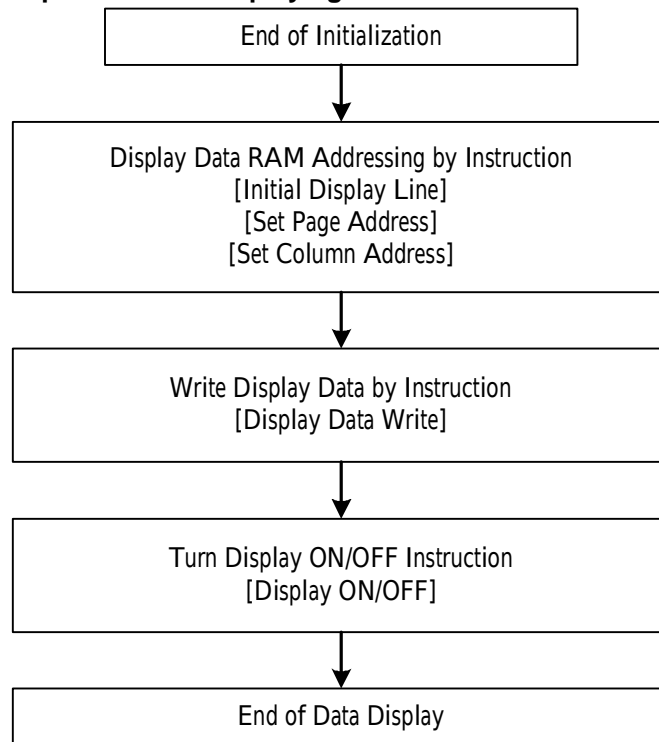 End of Initialization
Display Data RAM Addressing by Instruction
[Initial Display Line]
[Set Page Address]
[Set Column Address]
Write Display Data by Instruction
[Display Data Write]
Turn Display ON/OFF Instruction
[Display ON/OFF]
End of Data Display